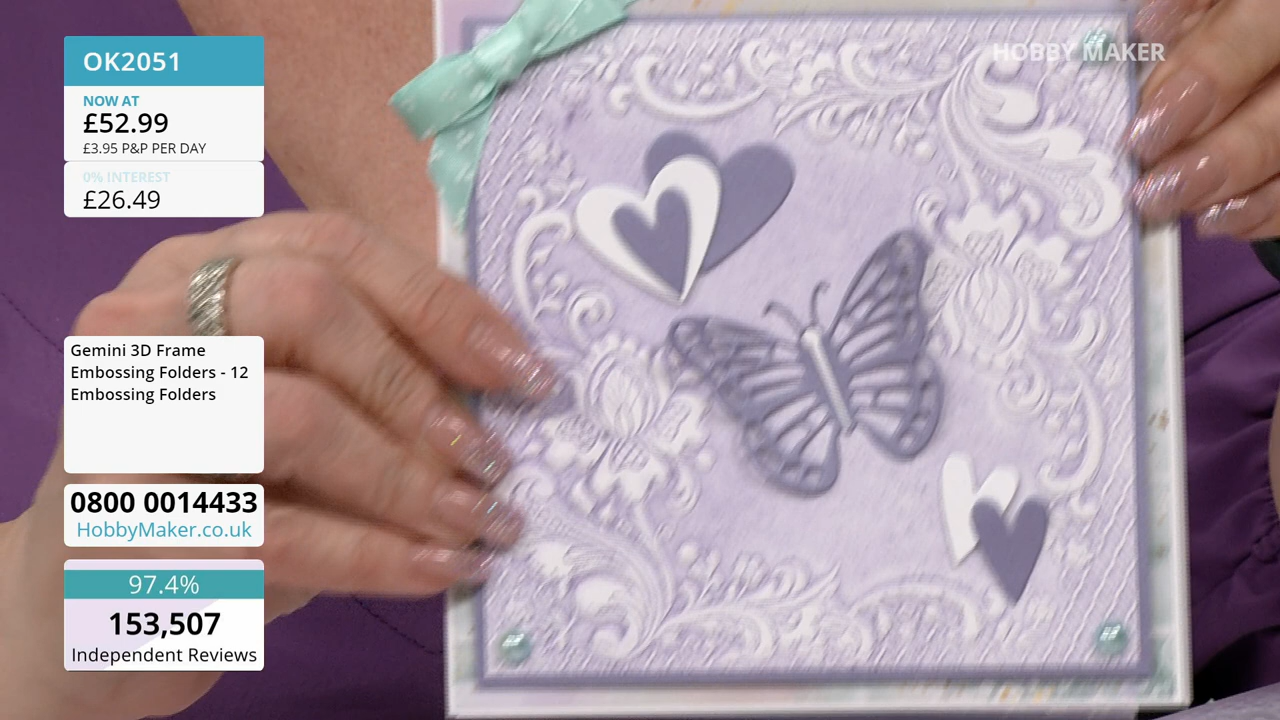 OK2051
NOW AT
£52.99
£3.95 P&P PER DAY
0% INTEREST
£26.49
Gemini 3D Frame
Embossing Folders - 12
Embossing Folders
0800 0014433
HobbyMaker.co.uk
97.4%
153,507
Independent Reviews
HOBBY MAKER